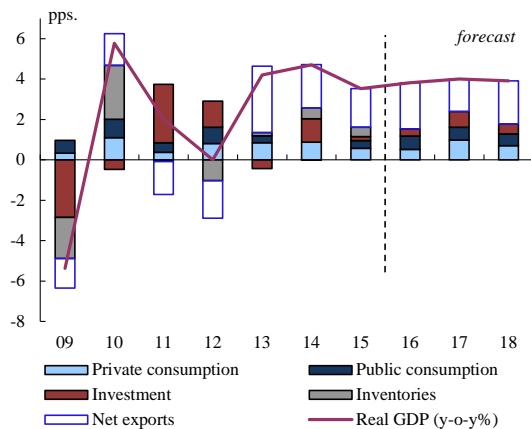 pps.
forecast
6
4
2
0
-2
-4
-6
-8
09 10 11 12 13 14 15 16 17 18
Private consumption Public consumption
Investment Inventories
Net exports Real GDP (y-o-y%)